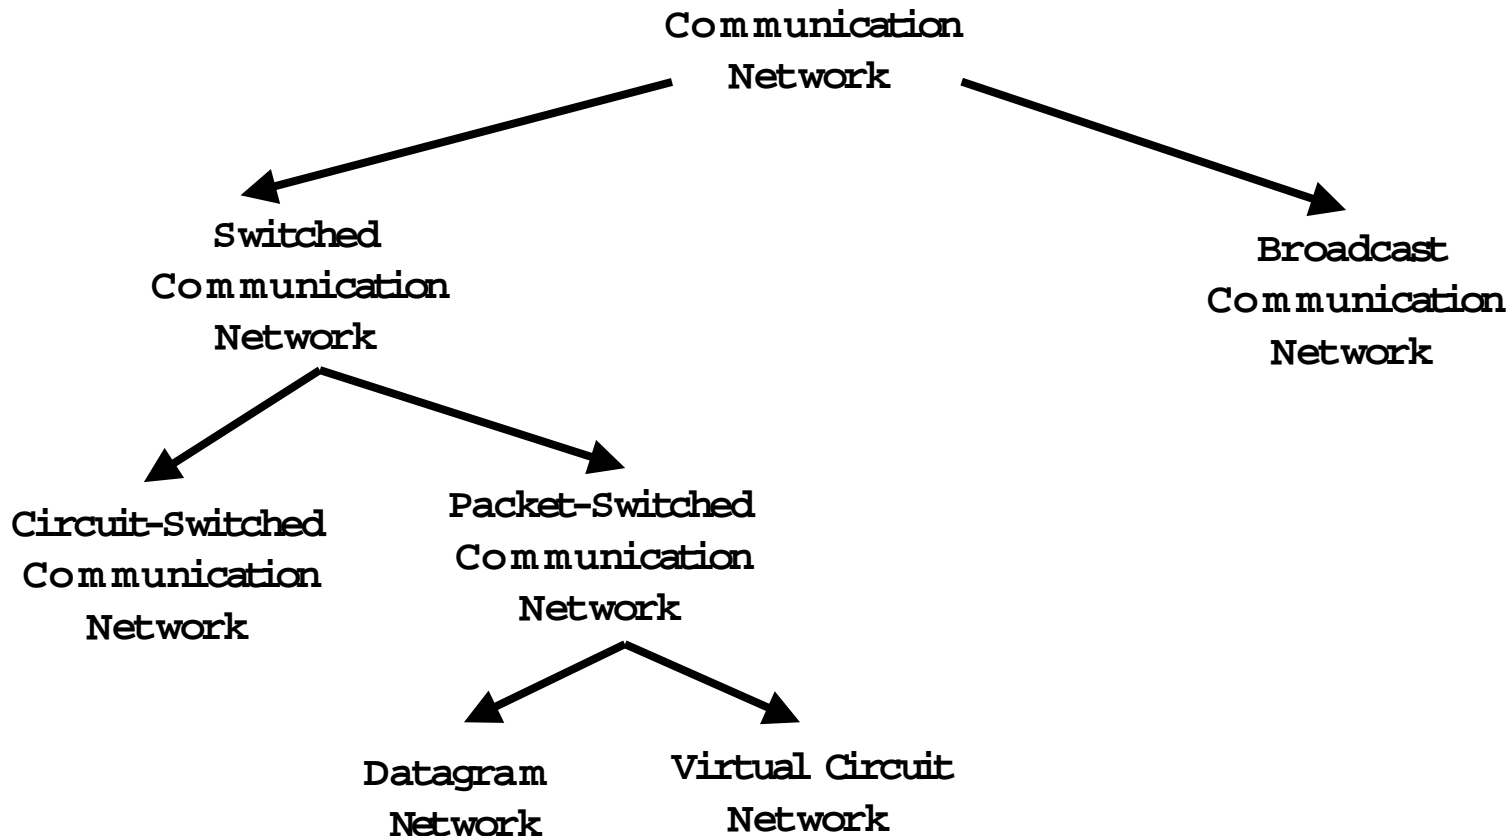 Communication
Network
Switched
Communication
Network
Broadcast
Communication
Network
Circuit-Switched
Communication
Network
Packet-Switched
Communication
Network
Datagram
Network
Virtual Circuit
Network